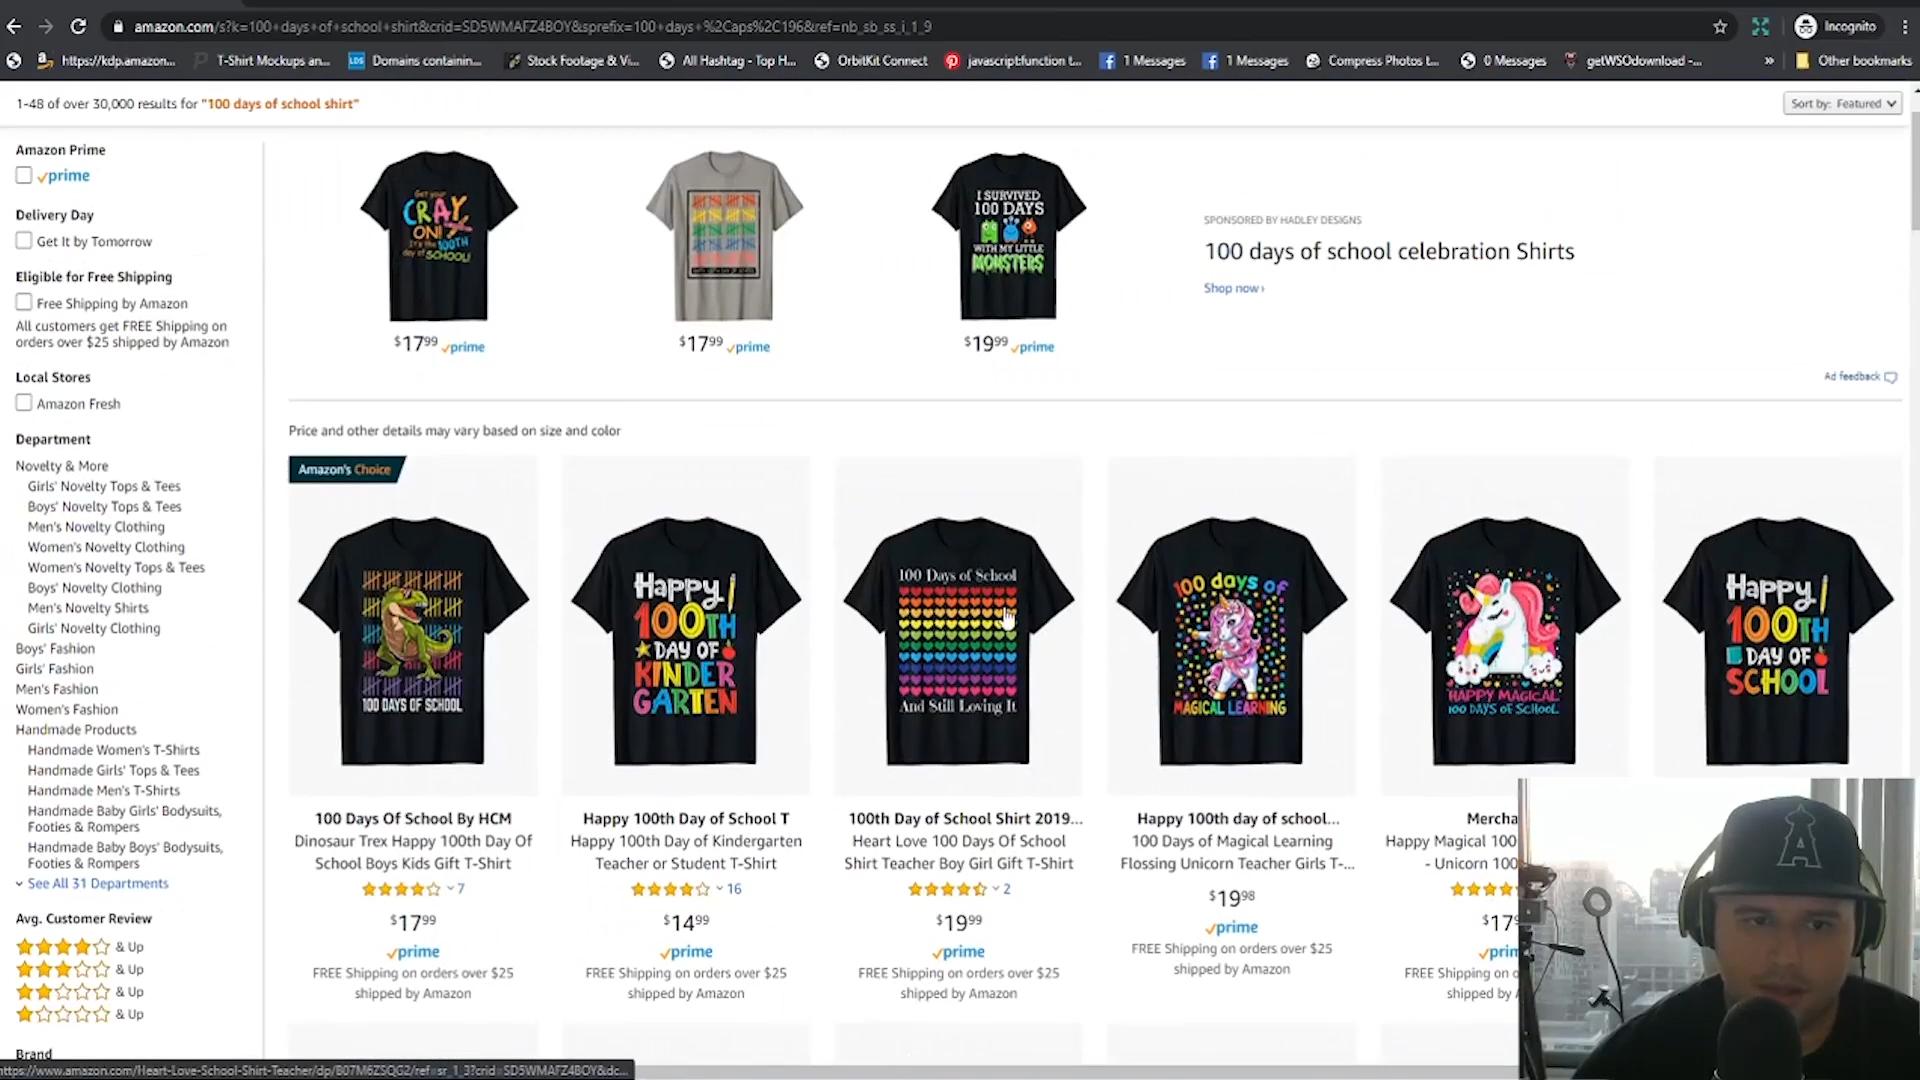 amazon.com/s?k=100+days+of+school+shirt&crid=SD5WMAFZ4BOY&sprefix=100+days+%2Caps%2C196&ref=nb_sb_ss_i_1_9
Incognito
https://kdp.amazon...
T-Shirt Mockups an...
LDS
Domains containin...
Stock Footage & Vi...
All Hashtag - Top H...
OrbitKit Connect
javascript:function t...
1 Messages
1 Messages
Compress Photos t...
0 Messages
getWSOdownload -...
»
Other bookmarks
1-48 of over 30,000 results for "100 days of school shirt"
Sort by: Featured
Amazon Prime
prime
Delivery Day
Get It by Tomorrow
Eligible for Free Shipping
Free Shipping by Amazon
All customers get FREE Shipping on
orders over $25 shipped by Amazon
Local Stores
Amazon Fresh
Department
Novelty & More
Girls' Novelty Tops & Tees
Boys' Novelty Tops & Tees
Men's Novelty Clothing
Women's Novelty Clothing
Women's Novelty Tops & Tees
Boys' Novelty Clothing
Men's Novelty Shirts
Girls' Novelty Clothing
Boys' Fashion
Girls' Fashion
Men's Fashion
Women's Fashion
Handmade Products
Handmade Women's T-Shirts
Handmade Girls' Tops & Tees
Handmade Men's T-Shirts
Handmade Baby Girls' Bodysuits,
Footies & Rompers
Handmade Baby Boys' Bodysuits,
Footies & Rompers
See All 31 Departments
Avg. Customer Review
& Up
& Up
& Up
& Up
Brand
Get your
CRAY
ON!
It's the 100TH
day of SCHOOL!
$17.99 prime
$17.99 prime
I SURVIVED
100 DAYS
WITH MY LITTLE
MONSTERS
$19.99 prime
SPONSORED BY HADLEY DESIGNS
100 days of school celebration Shirts
Shop now ›
Ad feedback
Price and other details may vary based on size and color
Amazon's Choice
100 DAYS OF SCHOOL
100 Days Of School By HCM
Dinosaur Trex Happy 100th Day Of
School Boys Kids Gift T-Shirt
7
$17.99
prime
FREE Shipping on orders over $25
shipped by Amazon
Happy
100TH
DAY OF
KINDER
GARTEN
Happy 100th Day of School T
Happy 100th Day of Kindergarten
Teacher or Student T-Shirt
16
$14.99
prime
FREE Shipping on orders over $25
shipped by Amazon
100 Days of School
And Still Loving It
100th Day of School Shirt 2019...
Heart Love 100 Days Of School
Shirt Teacher Boy Girl Gift T-Shirt
2
$19.99
prime
FREE Shipping on orders over $25
shipped by Amazon
100 days of
MAGICAL LEARNING
Happy 100th day of school...
100 Days of Magical Learning
Flossing Unicorn Teacher Girls T-...
$19.98
prime
FREE Shipping on orders over $25
shipped by Amazon
HAPPY MAGICAL
100 DAYS OF SCHOOL
Mercha
Happy Magical 100
- Unicorn 100
$17
prim
FREE Shipping on
shipped by
Happy
100TH
DAY OF
SCHOOL
A
https://www.amazon.com/Heart-Love-School-Shirt-Teacher/dp/B07M6ZSQG2/ref=sr_1_3?crid=SD5WMAFZ4BOY&dc...